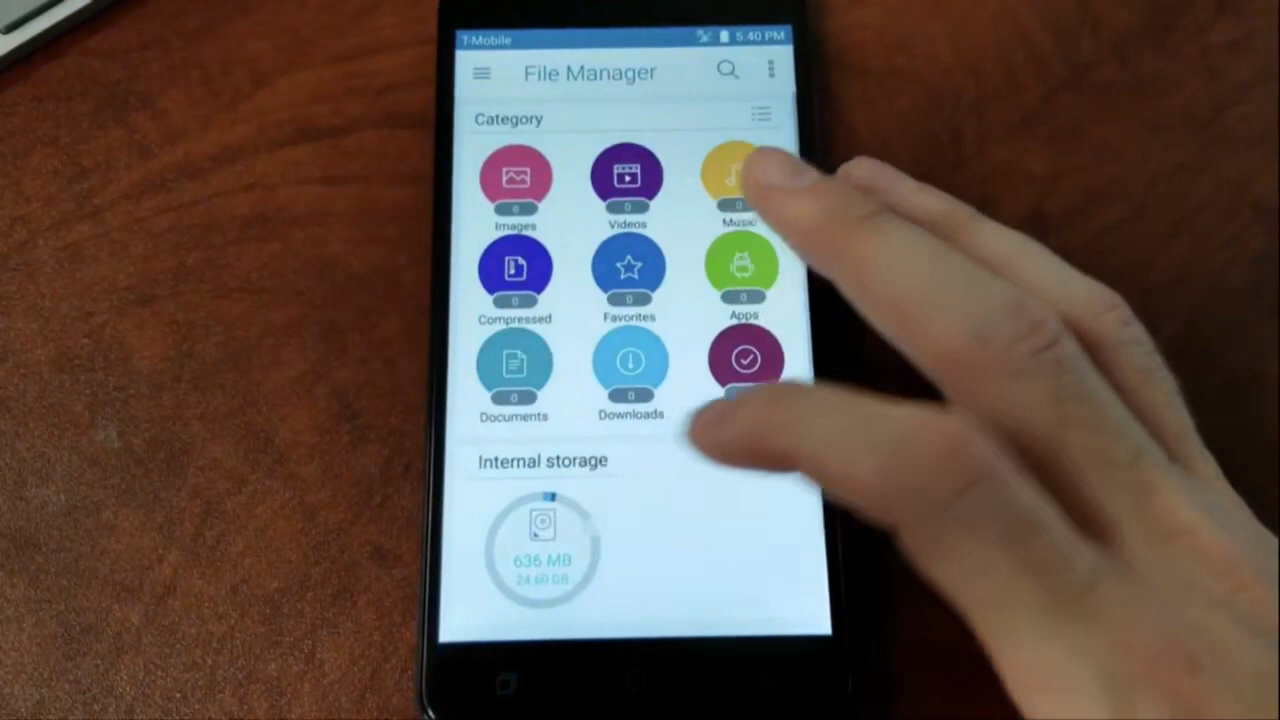 T-Mobile 5:40 PM
File Manager
Category
0 0
Images Videos Music
0 0 0
Compressed Favorites Apps
0 0
Documents Downloads
Internal storage
636 MB
24.60 GB